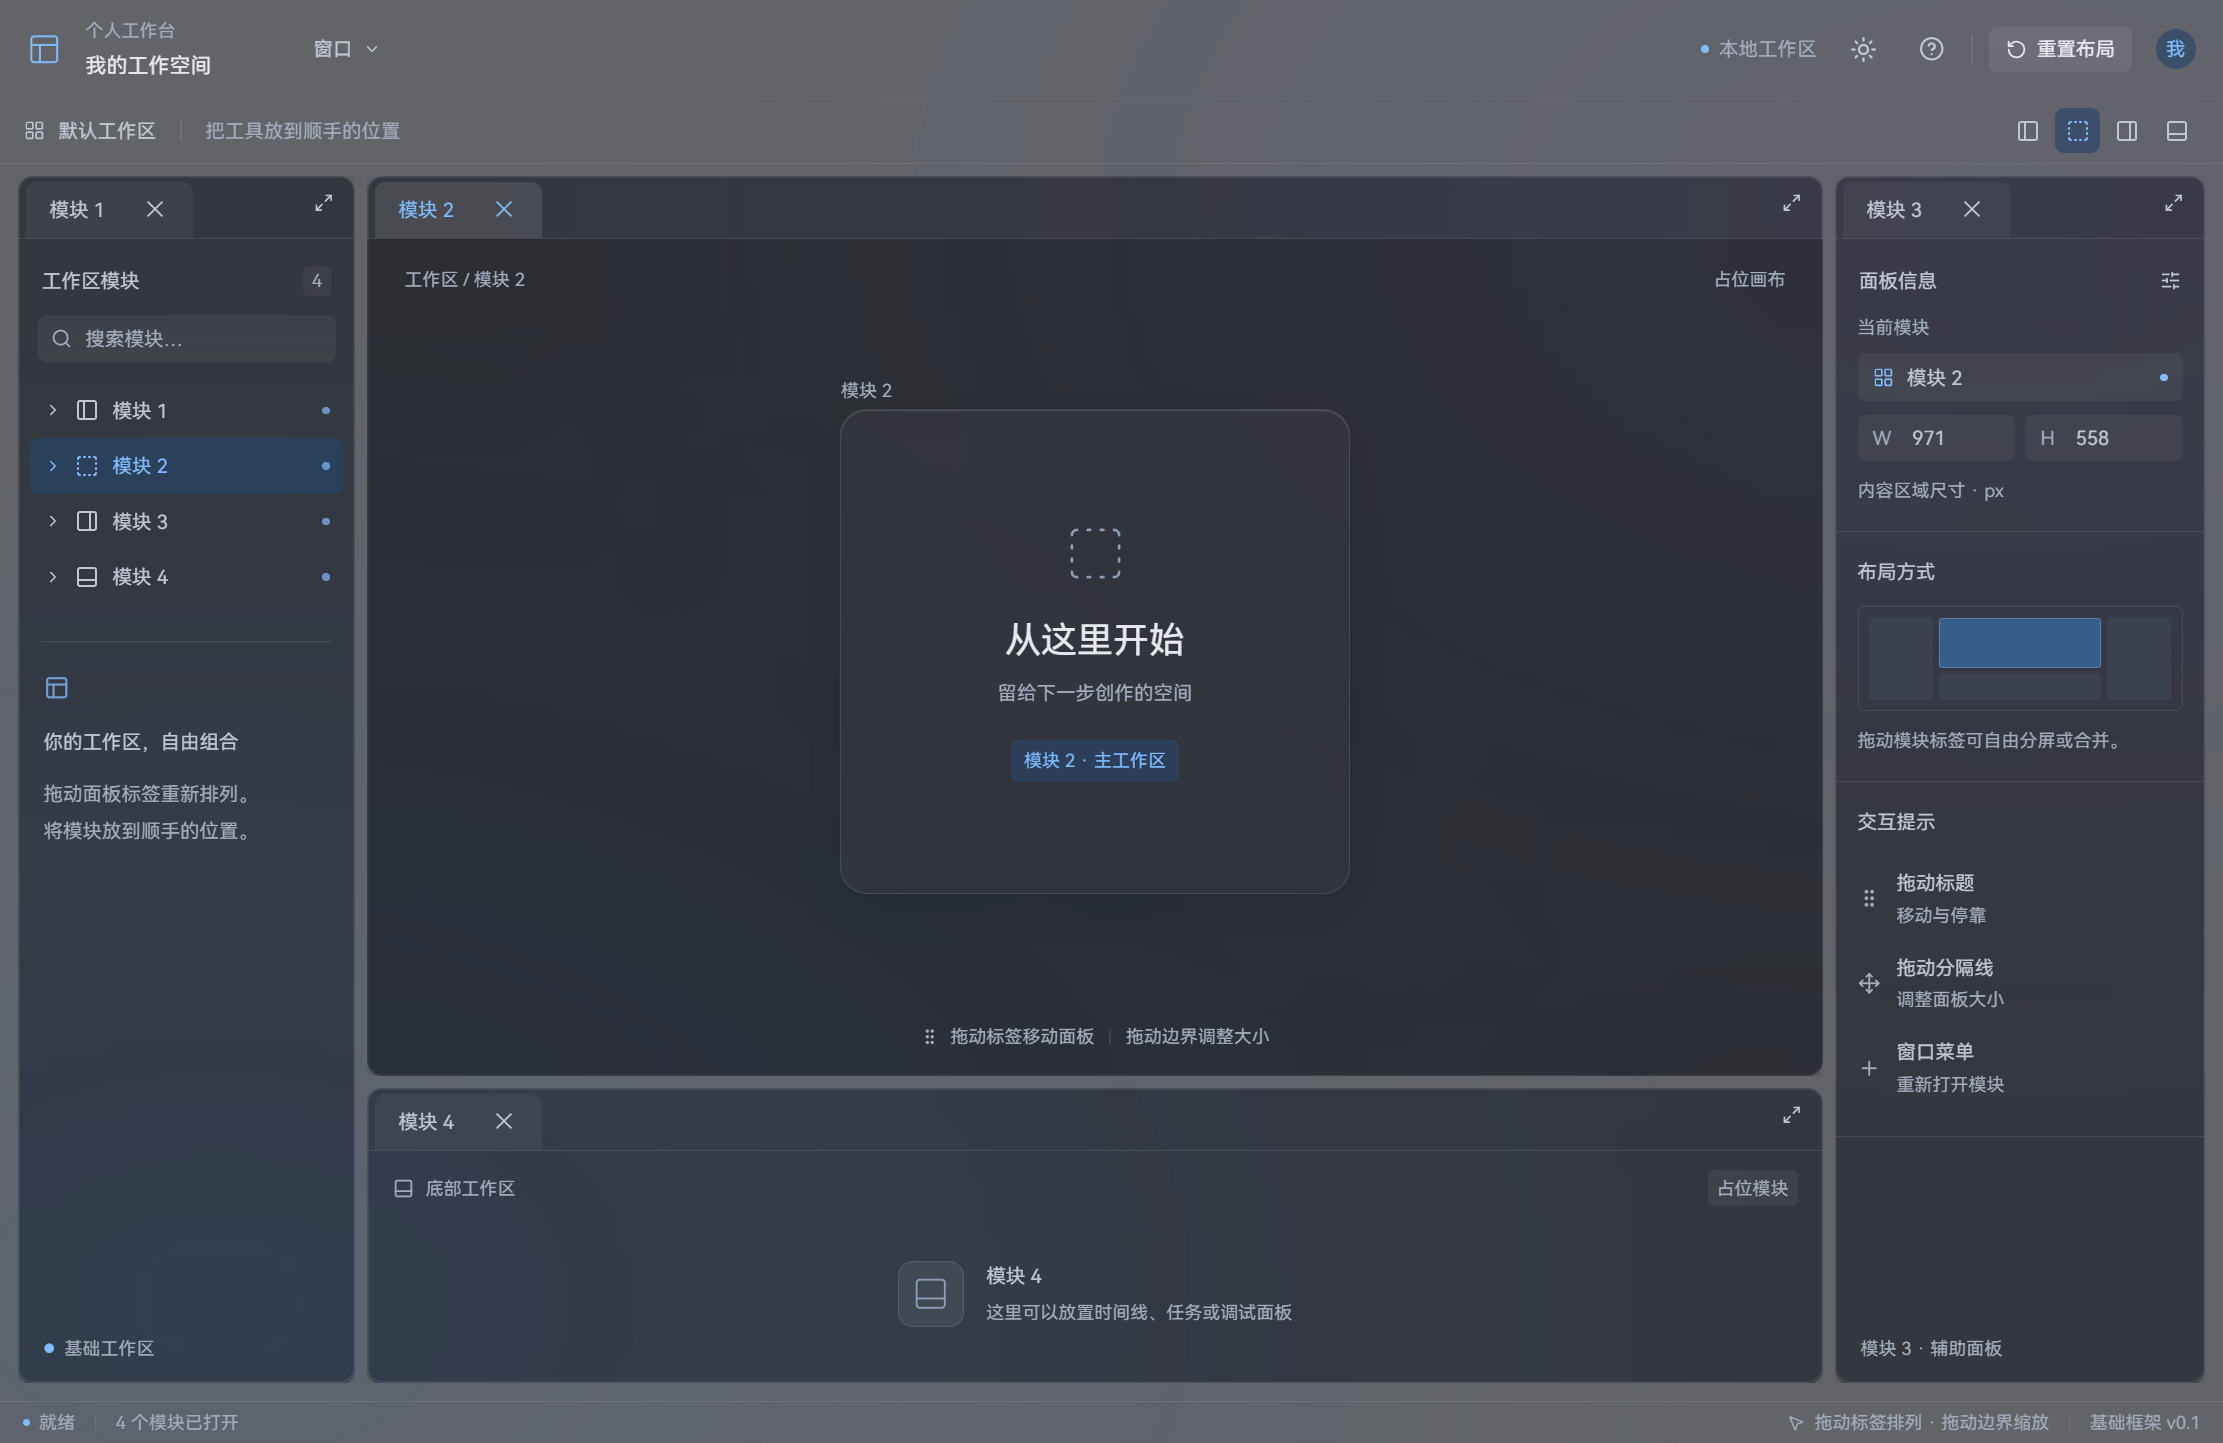 个人工作台
我的工作空间
窗口
本地工作区
重置布局
我
默认工作区
把工具放到顺手的位置
模块 1
工作区模块
4
搜索模块…
模块 1
模块 2
模块 3
模块 4
你的工作区，自由组合
拖动面板标签重新排列。
将模块放到顺手的位置。
基础工作区
模块 2
工作区 / 模块 2
占位画布
模块 2
从这里开始
留给下一步创作的空间
模块 2 · 主工作区
拖动标签移动面板
拖动边界调整大小
模块 4
底部工作区
占位模块
模块 4
这里可以放置时间线、任务或调试面板
模块 3
面板信息
当前模块
模块 2
W 971
H 558
内容区域尺寸 · px
布局方式
拖动模块标签可自由分屏或合并。
交互提示
拖动标题
移动与停靠
拖动分隔线
调整面板大小
窗口菜单
重新打开模块
模块 3 · 辅助面板
就绪
4 个模块已打开
拖动标签排列 · 拖动边界缩放
基础框架 v0.1